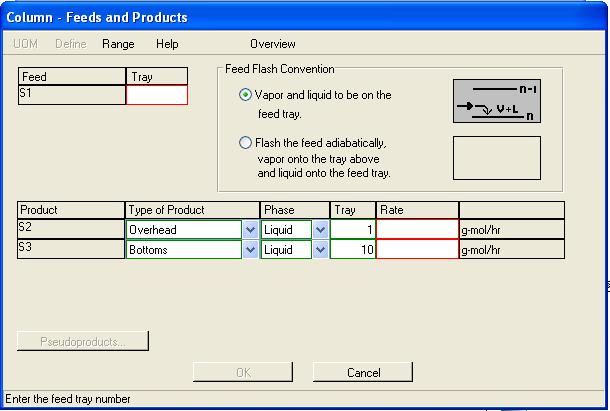 Column - Feeds and Products
UOM Define Range Help Overview
Feed Tray
S1
Feed Flash Convention
Vapor and liquid to be on the
feed tray.
n-1
V+L
n
Flash the feed adiabatically,
vapor onto the tray above
and liquid onto the feed tray.
Product Type of Product Phase Tray Rate
S2 Overhead Liquid 1 g-mol/hr
S3 Bottoms Liquid 10 g-mol/hr
Pseudoproducts...
OK Cancel
Enter the feed tray number